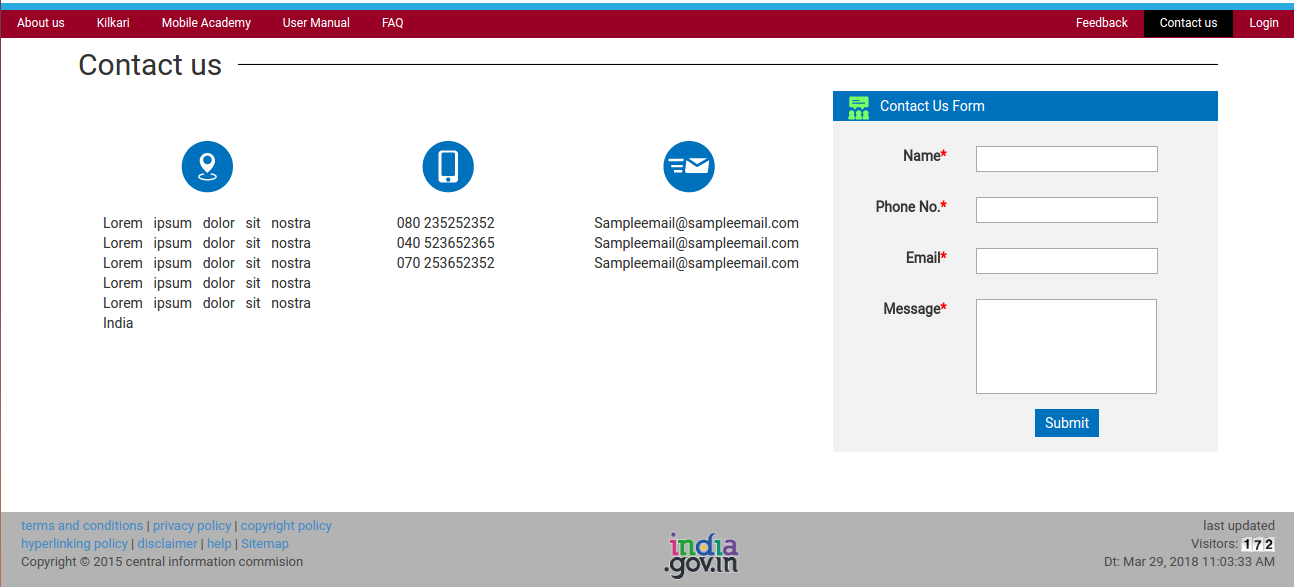 About us Kilkari Mobile Academy User Manual FAQ Feedback Contact us Login
Contact us
Contact Us Form
Lorem ipsum dolor sit nostra
Lorem ipsum dolor sit nostra
Lorem ipsum dolor sit nostra
Lorem ipsum dolor sit nostra
Lorem ipsum dolor sit nostra
India
080 235252352
040 523652365
070 253652352
Sampleemail@sampleemail.com
Sampleemail@sampleemail.com
Sampleemail@sampleemail.com
Name*
Phone No.*
Email*
Message*
Submit
terms and conditions | privacy policy | copyright policy
hyperlinking policy | disclaimer | help | Sitemap
Copyright © 2015 central information commision
india
.gov.in
last updated
Visitors: 172
Dt: Mar 29, 2018 11:03:33 AM